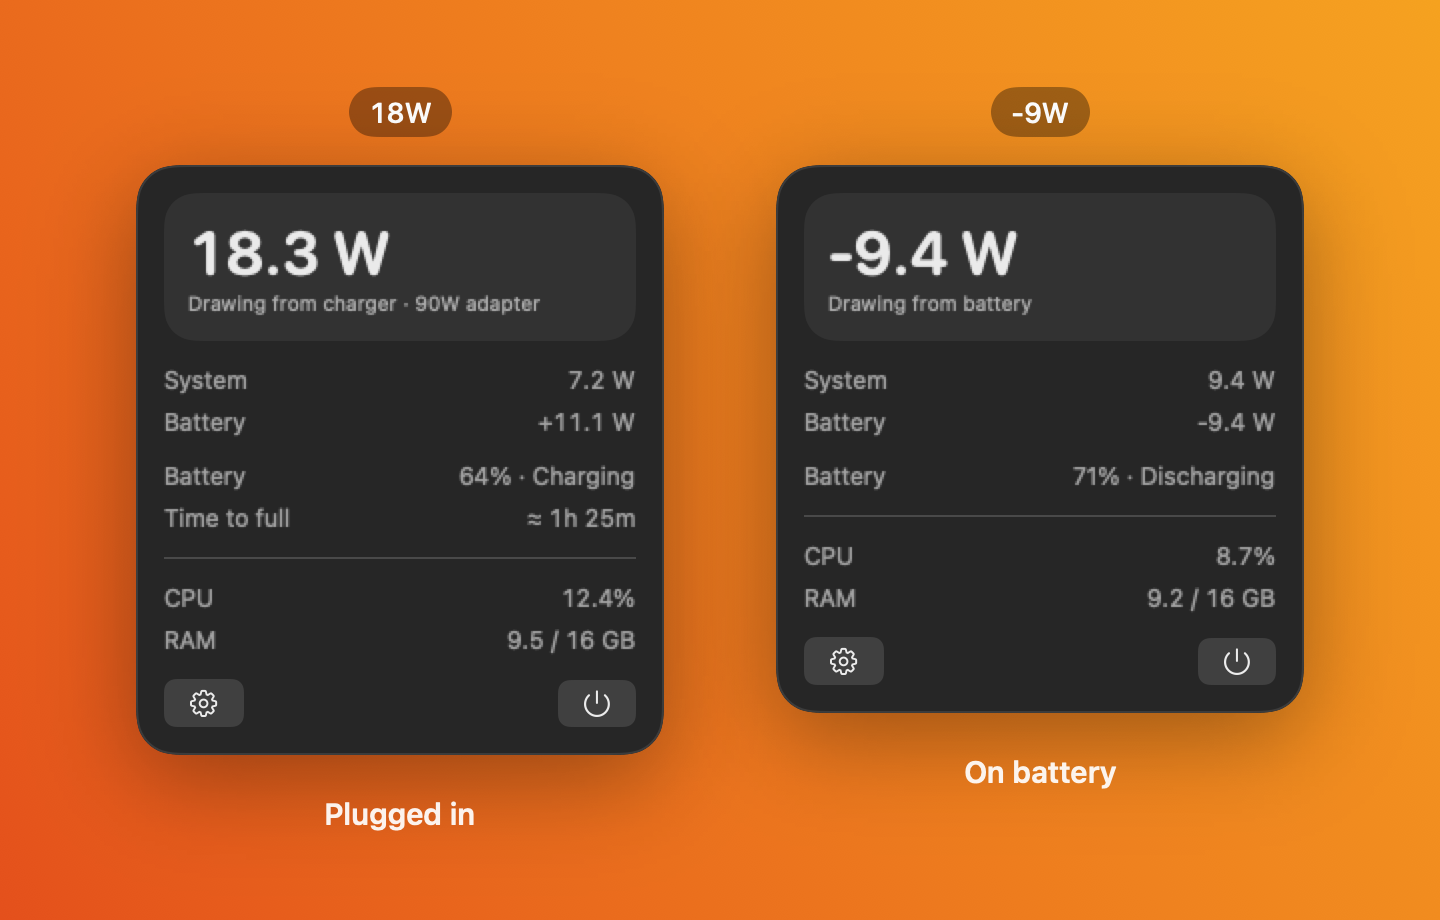 18W
18.3 W
Drawing from charger · 90W adapter
System 7.2 W
Battery +11.1 W
Battery 64% · Charging
Time to full ≈ 1h 25m
CPU 12.4%
RAM 9.5 / 16 GB
Plugged in
-9W
-9.4 W
Drawing from battery
System 9.4 W
Battery -9.4 W
Battery 71% · Discharging
CPU 8.7%
RAM 9.2 / 16 GB
On battery